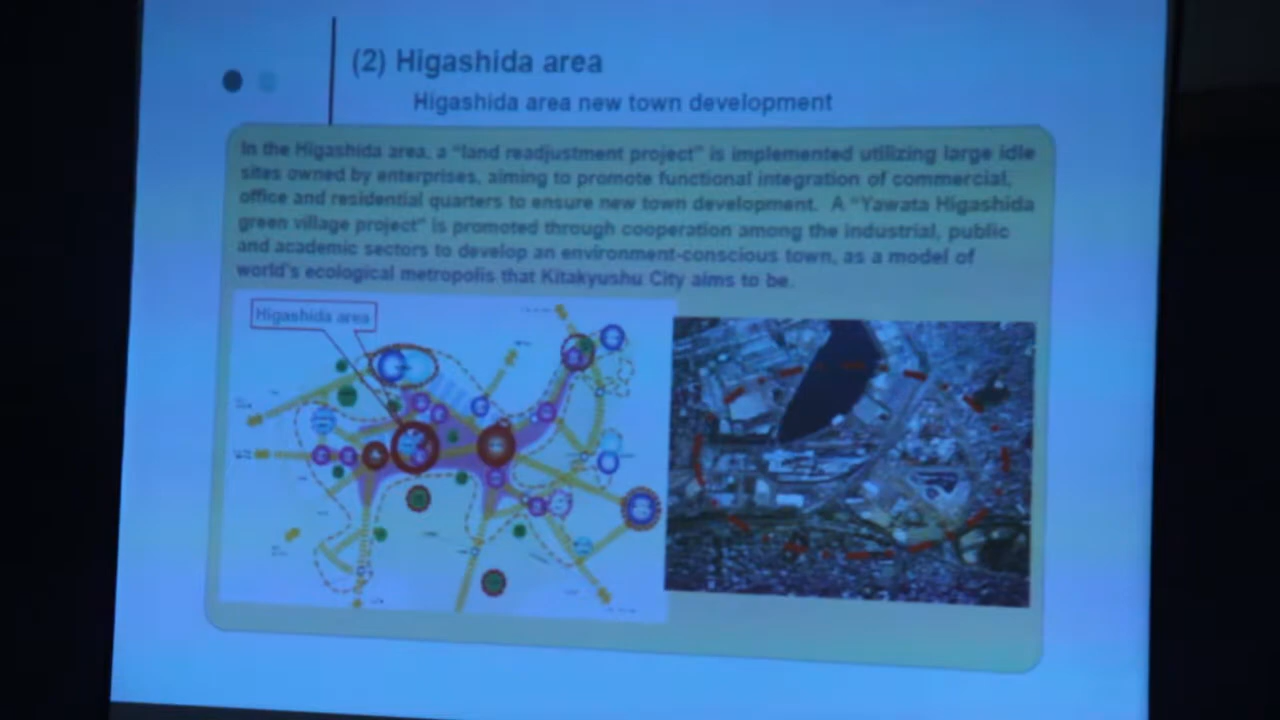 (2) Higashida area
Higashida area new town development
In the Higashida area, a "land readjustment project" is implemented utilizing large idle
sites owned by enterprises, aiming to promote functional integration of commercial,
office and residential quarters to ensure new town development. A "Yawata Higashida
green village project" is promoted through cooperation among the industrial, public
and academic sectors to develop an environment-conscious town, as a model of
world's ecological metropolis that Kitakyushu City aims to be.
Higashida area